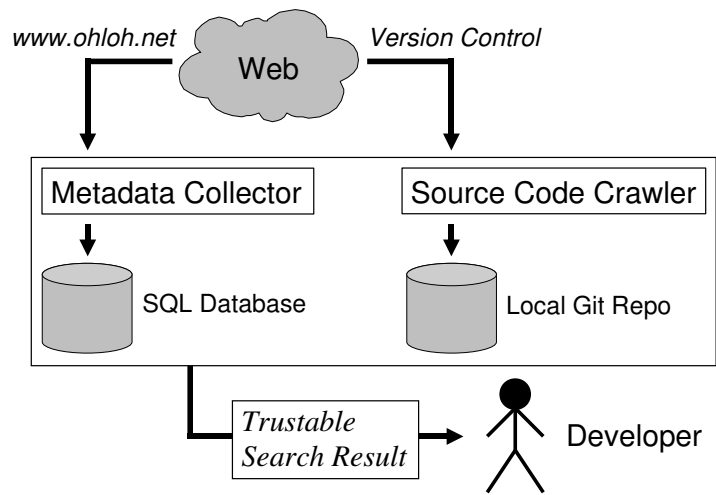 www.ohloh.net
Version Control
Web
Metadada Collector
Source Code Crawler
SQL Database
Local Git Repo
Trustable
Search Result
Developer